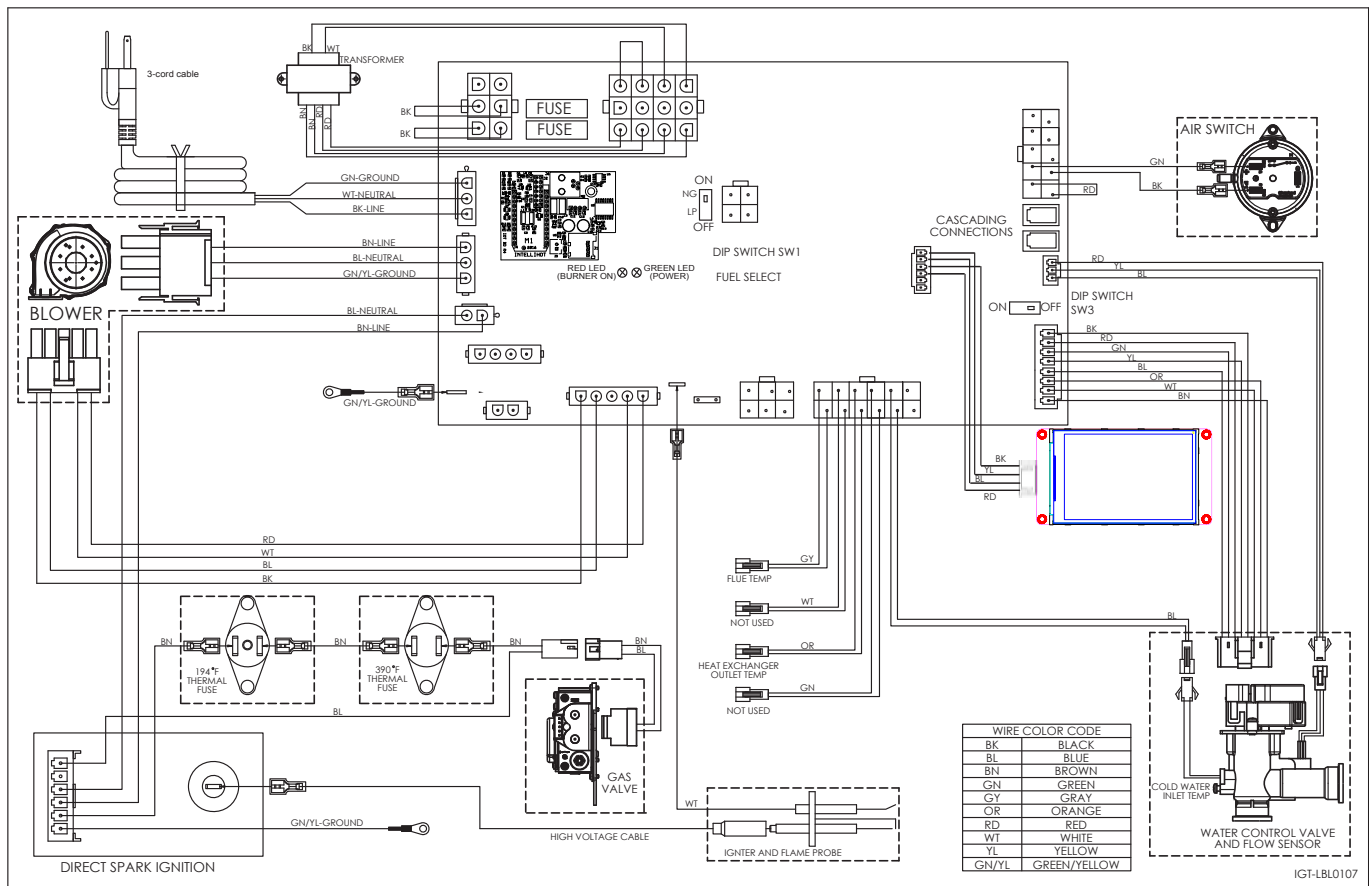 BK
WT
TRANSFORMER
3-cord cable
BN
BN
RD
RD
BK
BK
FUSE
FUSE
GN-GROUND
WT-NEUTRAL
BK-LINE
BN-LINE
BL-NEUTRAL
GN/YL-GROUND
BLOWER
BL-NEUTRAL
BN-LINE
GN/YL-GROUND
M1
INTELLIHOT
RED LED
(BURNER ON)
GREEN LED
(POWER)
ON
NG
LP
OFF
DIP SWITCH SW1
FUEL SELECT
AIR SWITCH
GN
BK
RD
CASCADING
CONNECTIONS
RD
YL
BL
ON
OFF
DIP SWITCH
SW3
BK
RD
GN
YL
BL
OR
WT
BN
BK
YL
BL
RD
RD
WT
BL
BK
GY
FLUE TEMP
WT
NOT USED
OR
HEAT EXCHANGER
OUTLET TEMP
GN
NOT USED
BL
BN
194°F
THERMAL
FUSE
BN
390°F
THERMAL
FUSE
BN
BN
BL
BL
GAS
VALVE
GN/YL-GROUND
DIRECT SPARK IGNITION
HIGH VOLTAGE CABLE
WT
IGNTER AND FLAME PROBE
WIRE COLOR CODE
BK BLACK
BL BLUE
BN BROWN
GN GREEN
GY GRAY
OR ORANGE
RD RED
WT WHITE
YL YELLOW
GN/YL GREEN/YELLOW
COLD WATER
INLET TEMP
WATER CONTROL VALVE
AND FLOW SENSOR
IGT-LBL0107